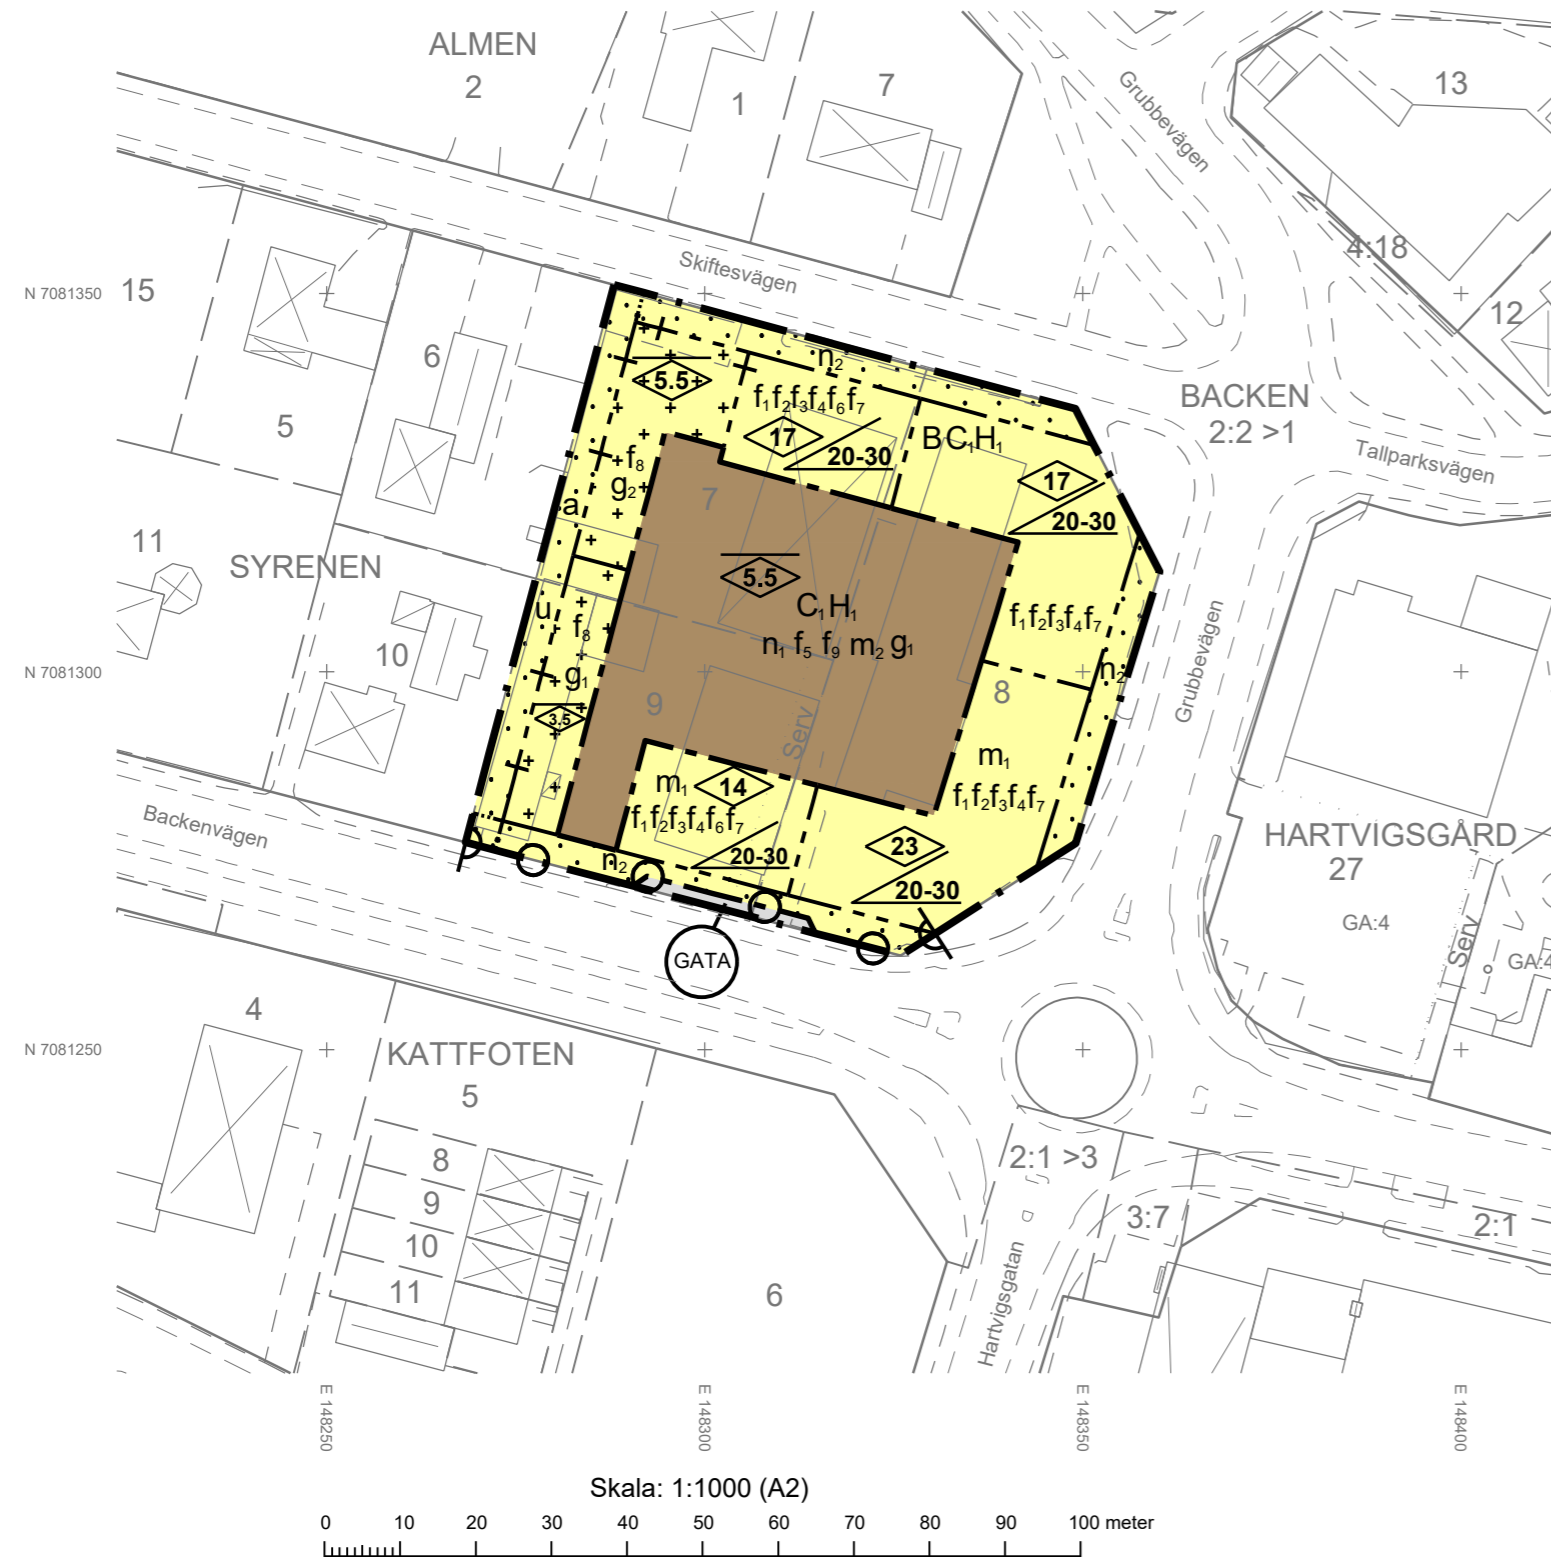 ALMEN
2
1
7
13
Grubbevägen
4:18
12
Skiftesvägen
N 7081350
15
6
5
n₂
5.5
f₁f₂f₃f₄f₆f₇
17
20-30
BC₁H₁
17
20-30
BACKEN
2:2 >1
Tallparksvägen
f₈
g₂
a
7
11
SYRENEN
5.5
C₁H₁
n₁ f₅ f₉ m₂ g₁
f₁f₂f₃f₄f₇
u
f₈
g₁
3.5
10
N 7081300
9
8
n₂
Grubbevägen
Serv
m₁
f₁f₂f₃f₄f₇
m₁
14
f₁f₂f₃f₄f₆f₇
20-30
23
20-30
n₂
Backenvägen
GATA
HARTVIGSGÅRD
27
GA:4
Serv
GA:4
N 7081250
4
KATTFOTEN
5
8
9
10
11
6
2:1 >3
3:7
2:1
Hartvigsgatan
E 148250
E 148300
E 148350
E 148400
Skala: 1:1000 (A2)
0 10 20 30 40 50 60 70 80 90 100 meter